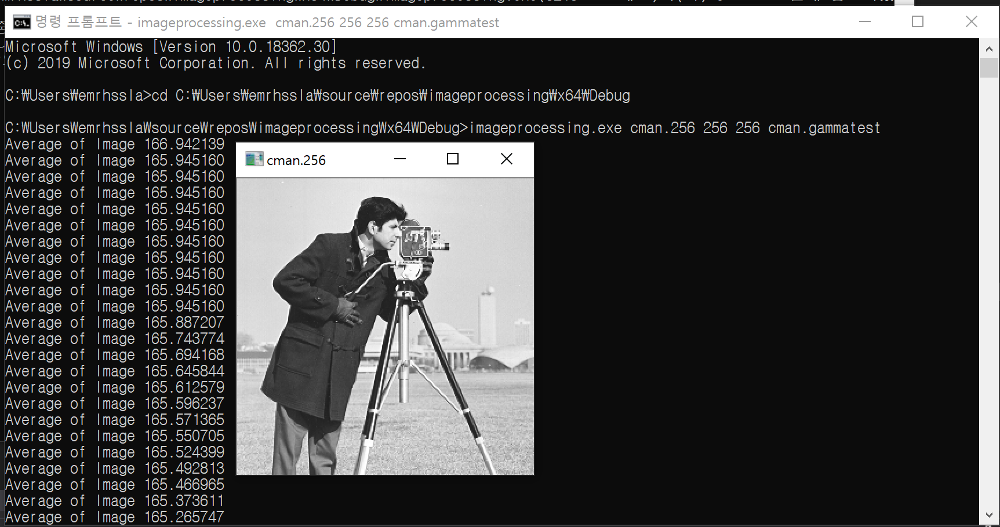 명령 프롬프트 - imageprocessing.exe cman.256 256 256 cman.gammatest
Microsoft Windows [Version 10.0.18362.30]
(c) 2019 Microsoft Corporation. All rights reserved.
C:₩Users₩emrhssla>cd C:₩Users₩emrhssla₩source₩repos₩imageprocessing₩x64₩Debug
C:₩Users₩emrhssla₩source₩repos₩imageprocessing₩x64₩Debug>imageprocessing.exe cman.256 256 256 cman.gammatest
Average of Image 166.942139
Average of Image 165.945160
Average of Image 165.945160
Average of Image 165.945160
Average of Image 165.945160
Average of Image 165.945160
Average of Image 165.945160
Average of Image 165.945160
Average of Image 165.945160
Average of Image 165.945160
Average of Image 165.945160
Average of Image 165.887207
Average of Image 165.743774
Average of Image 165.694168
Average of Image 165.645844
Average of Image 165.612579
Average of Image 165.596237
Average of Image 165.571365
Average of Image 165.550705
Average of Image 165.524399
Average of Image 165.492813
Average of Image 165.466965
Average of Image 165.373611
Average of Image 165.265747
cman.256